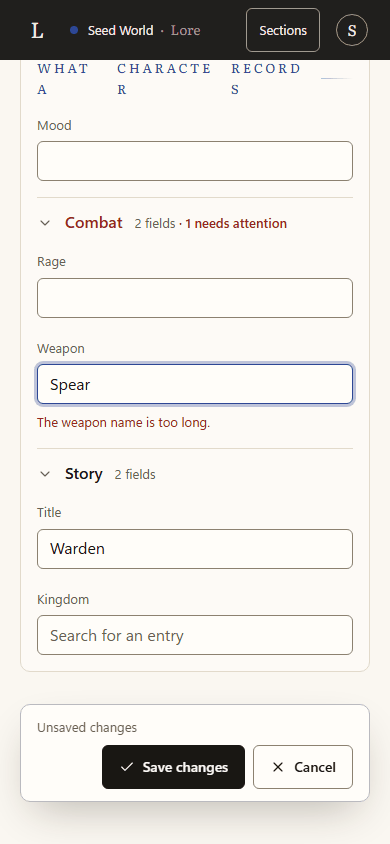 L Seed World · Lore Sections S
WHAT CHARACTE RECORD
A R S
Mood
Combat 2 fields · 1 needs attention
Rage
Weapon
Spear
The weapon name is too long.
Story 2 fields
Title
Warden
Kingdom
Search for an entry
Unsaved changes
Save changes Cancel